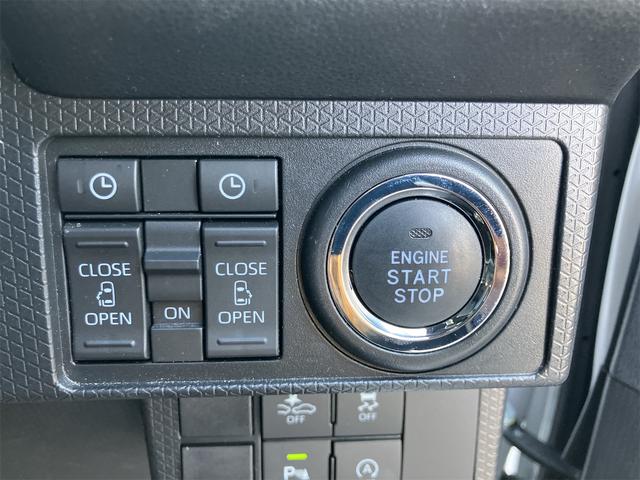 CLOSE
OPEN
ON
CLOSE
OPEN
ENGINE
START
STOP
OFF
OFF
A